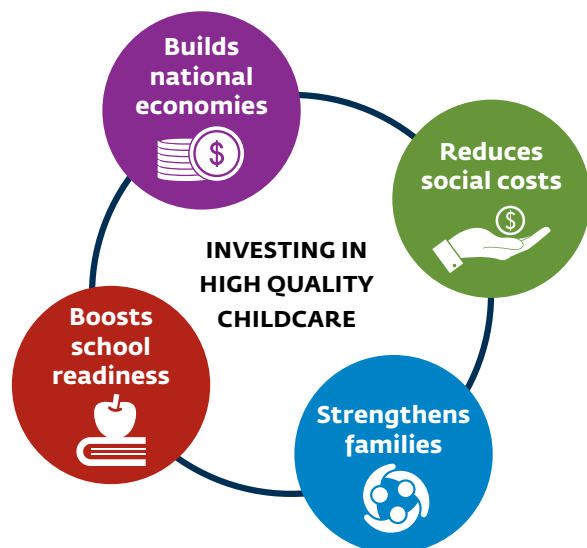 Builds
national
economies
$
Reduces
social costs
$
INVESTING IN
HIGH QUALITY
CHILDCARE
Boosts
school
readiness
Strengthens
families